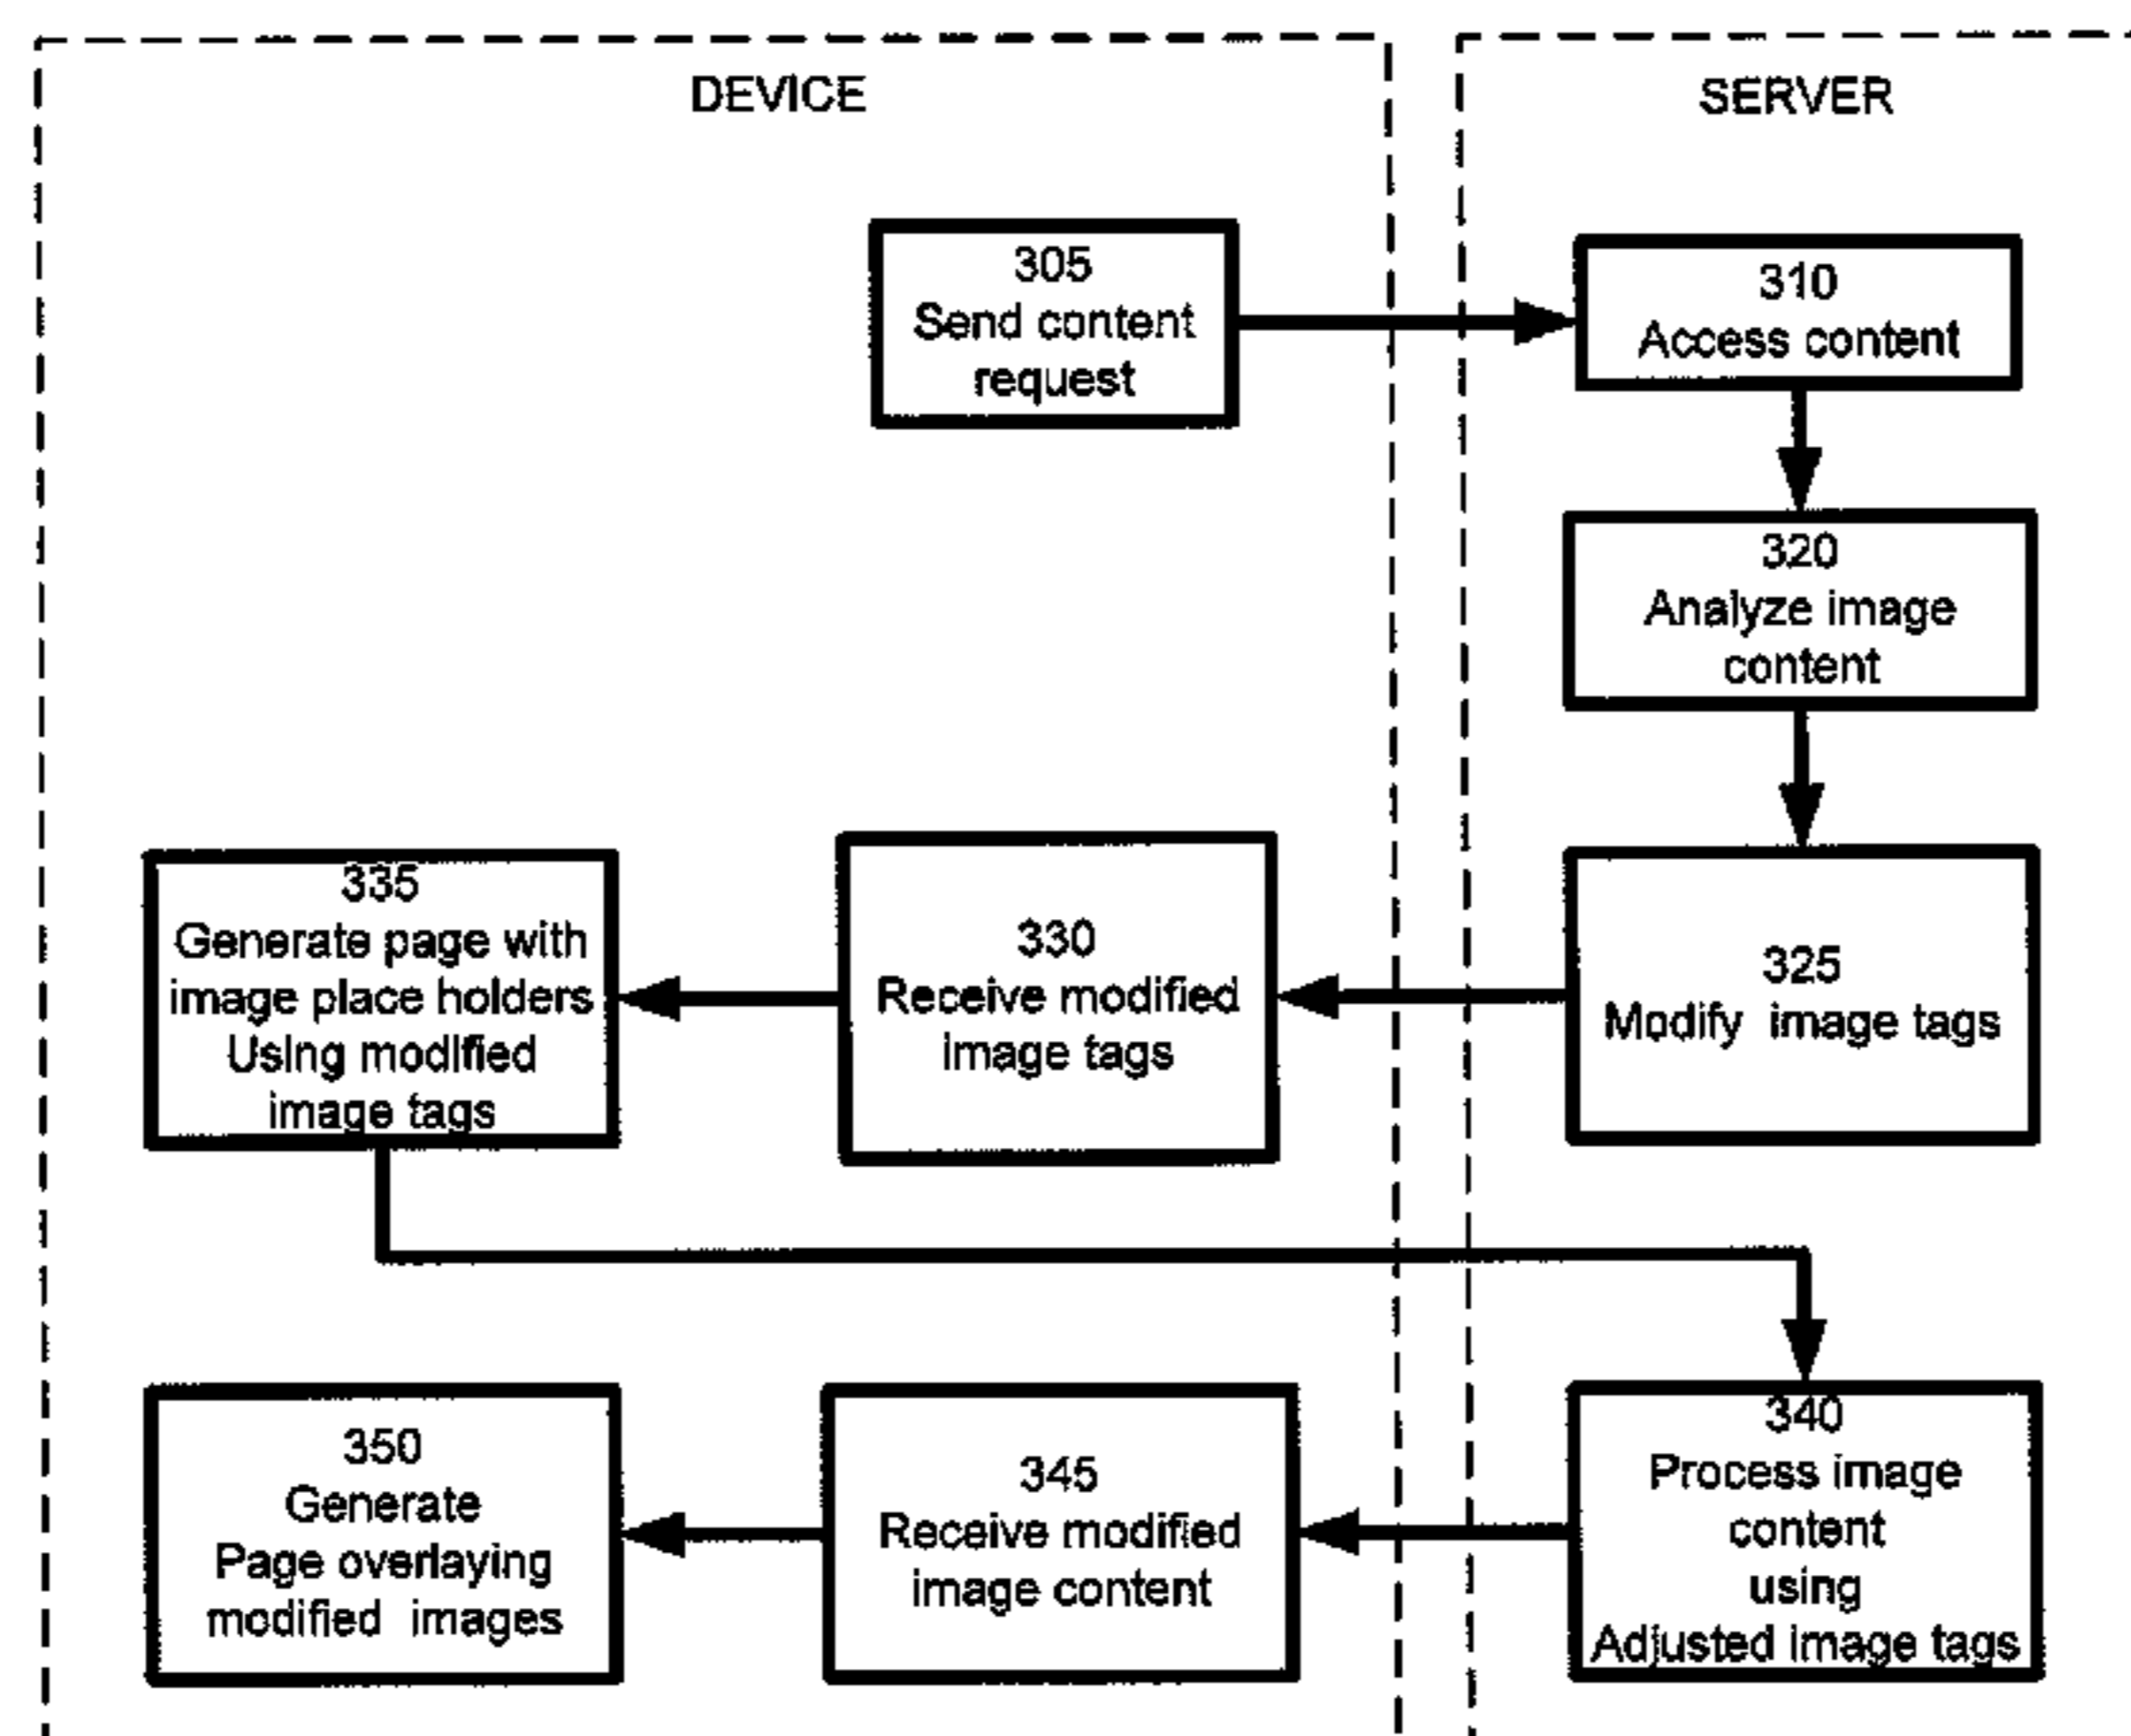 DEVICE
SERVER
305
Send content
request
310
Access content
320
Analyze image
content
325
Modify image tags
330
Receive modified
image tags
335
Generate page with
image place holders
Using modified
image tags
340
Process image
content
using
Adjusted image tags
345
Receive modified
image content
350
Generate
Page overlaying
modified images